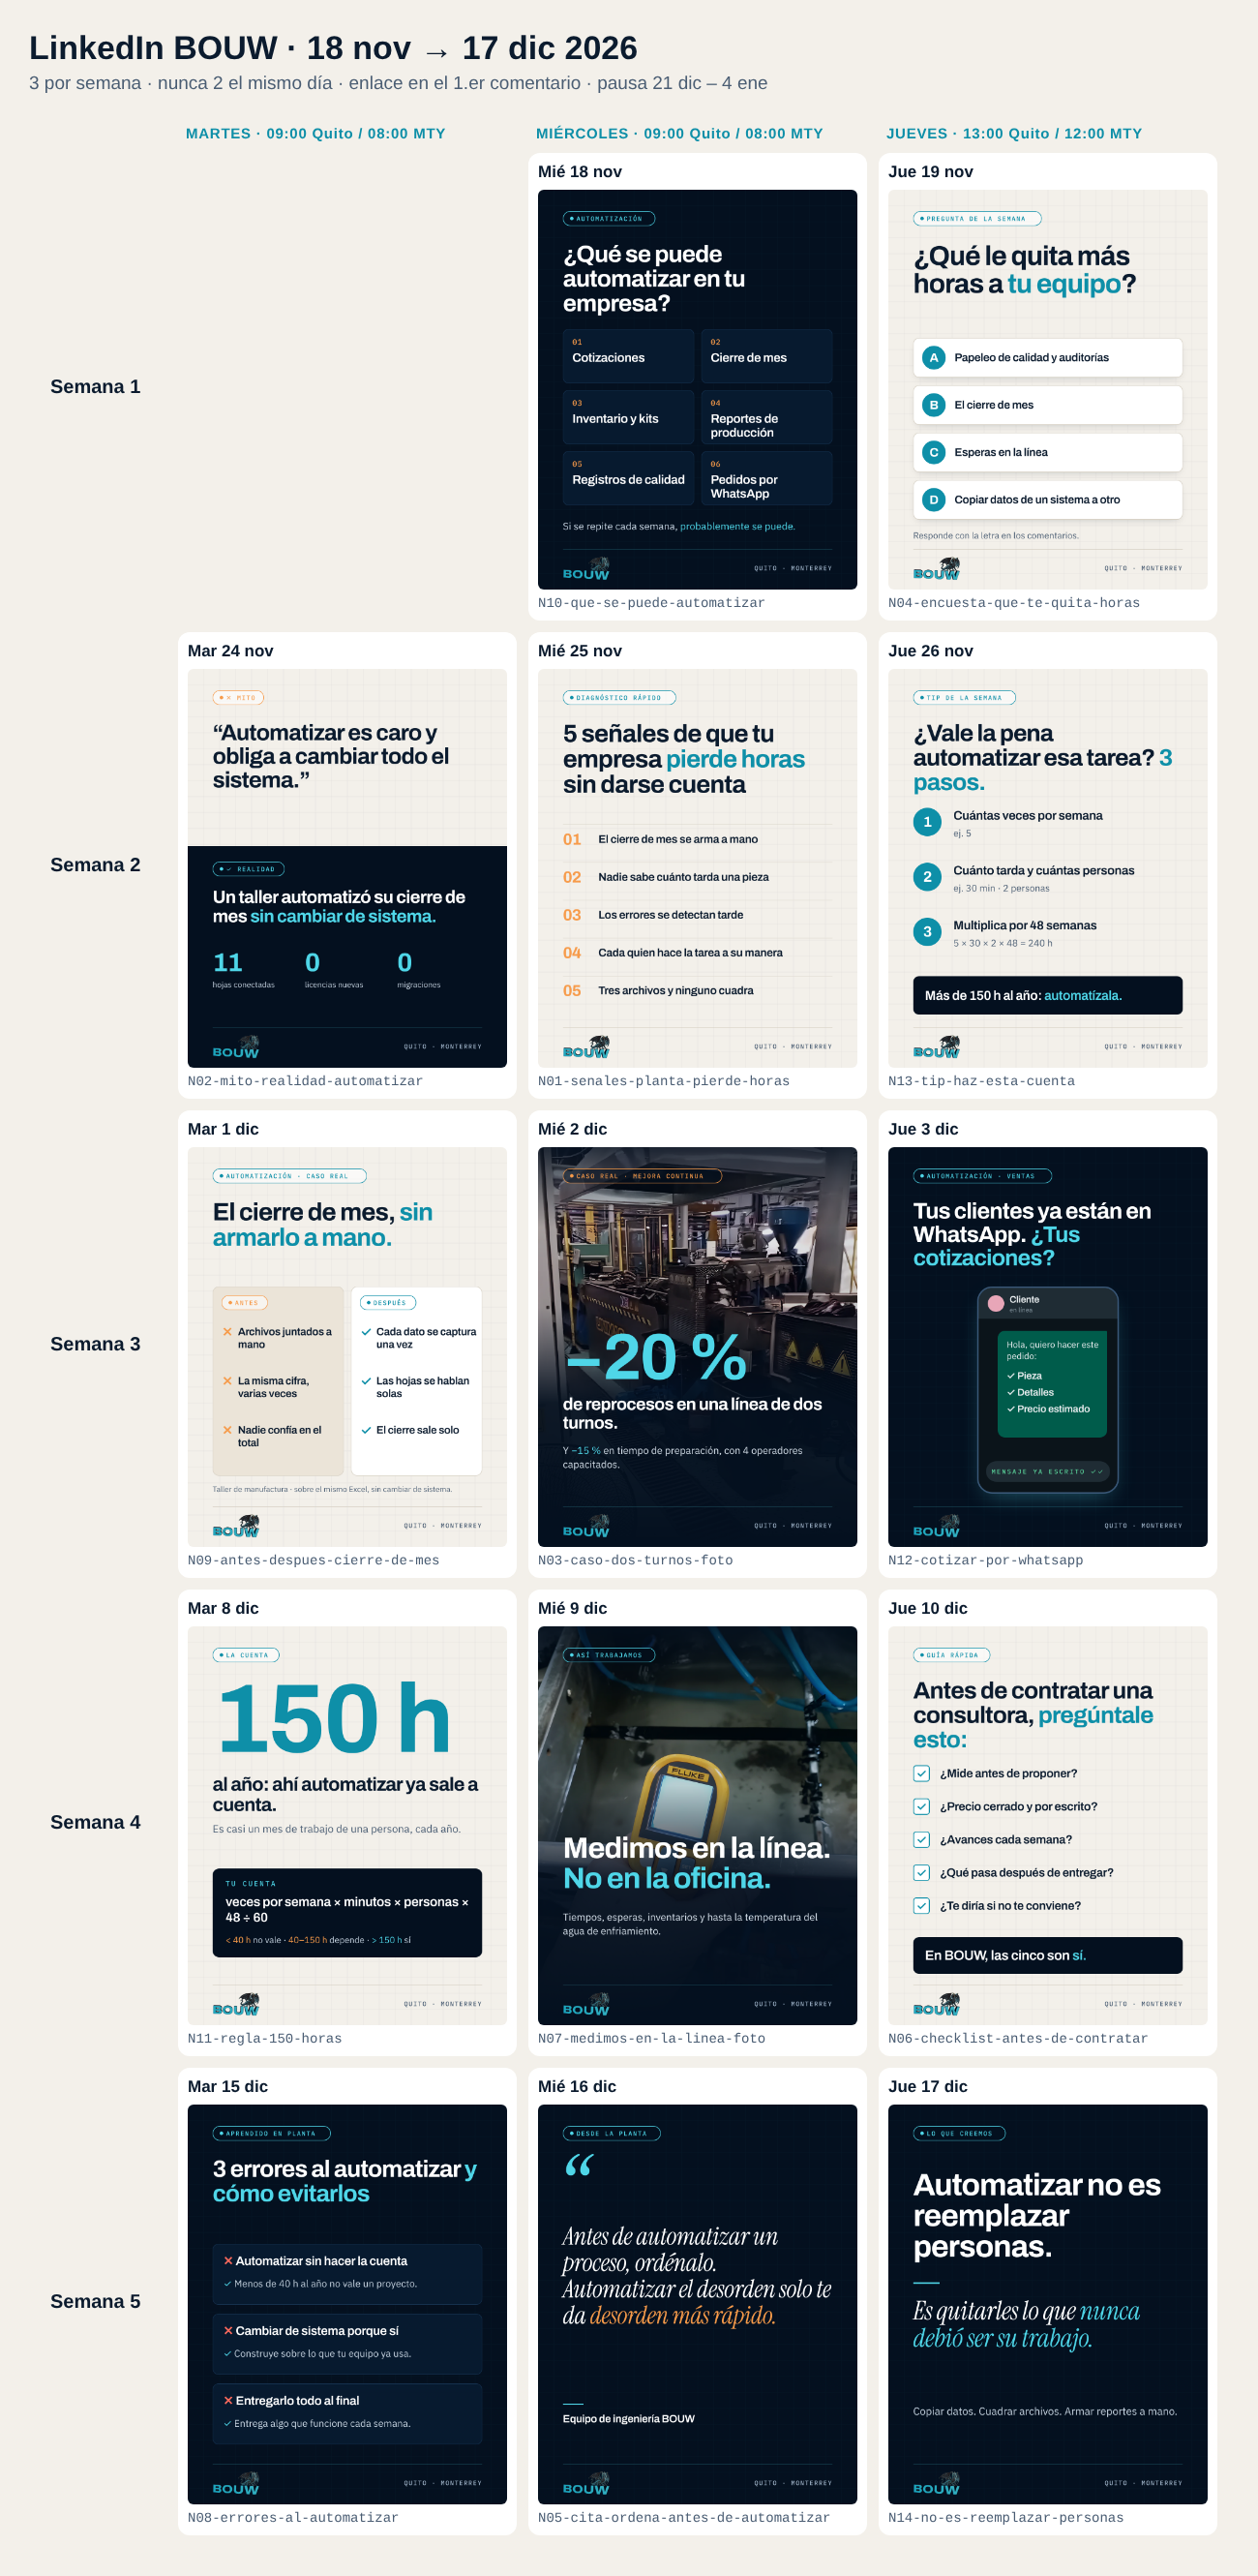 LinkedIn BOUW · 18 nov → 17 dic 2026
3 por semana · nunca 2 el mismo día · enlace en el 1.er comentario · pausa 21 dic – 4 ene
MARTES · 09:00 Quito / 08:00 MTY
MIÉRCOLES · 09:00 Quito / 08:00 MTY
JUEVES · 13:00 Quito / 12:00 MTY
Semana 1
Mié 18 nov
AUTOMATIZACIÓN
¿Qué se puede
automatizar en tu
empresa?
01
Cotizaciones
02
Cierre de mes
03
Inventario y kits
04
Reportes de
producción
05
Registros de calidad
06
Pedidos por
WhatsApp
Si se repite cada semana, probablemente se puede.
BOUW
QUITO · MONTERREY
N10-que-se-puede-automatizar
Jue 19 nov
PREGUNTA DE LA SEMANA
¿Qué le quita más
horas a tu equipo?
A Papeleo de calidad y auditorías
B El cierre de mes
C Esperas en la línea
D Copiar datos de un sistema a otro
Responde con la letra en los comentarios.
BOUW
QUITO · MONTERREY
N04-encuesta-que-te-quita-horas
Semana 2
Mar 24 nov
✕ MITO
“Automatizar es caro y
obliga a cambiar todo el
sistema.”
✓ REALIDAD
Un taller automatizó su cierre de
mes sin cambiar de sistema.
11
hojas conectadas
0
licencias nuevas
0
migraciones
BOUW
QUITO · MONTERREY
N02-mito-realidad-automatizar
Mié 25 nov
DIAGNÓSTICO RÁPIDO
5 señales de que tu
empresa pierde horas
sin darse cuenta
01 El cierre de mes se arma a mano
02 Nadie sabe cuánto tarda una pieza
03 Los errores se detectan tarde
04 Cada quien hace la tarea a su manera
05 Tres archivos y ninguno cuadra
BOUW
QUITO · MONTERREY
N01-senales-planta-pierde-horas
Jue 26 nov
TIP DE LA SEMANA
¿Vale la pena
automatizar esa tarea? 3
pasos.
1 Cuántas veces por semana
ej. 5
2 Cuánto tarda y cuántas personas
ej. 30 min · 2 personas
3 Multiplica por 48 semanas
5 × 30 × 2 × 48 = 240 h
Más de 150 h al año: automatízala.
BOUW
QUITO · MONTERREY
N13-tip-haz-esta-cuenta
Semana 3
Mar 1 dic
AUTOMATIZACIÓN · CASO REAL
El cierre de mes, sin
armarlo a mano.
ANTES
✕ Archivos juntados a
mano
✕ La misma cifra,
varias veces
✕ Nadie confía en el
total
DESPUÉS
✓ Cada dato se captura
una vez
✓ Las hojas se hablan
solas
✓ El cierre sale solo
Taller de manufactura · sobre el mismo Excel, sin cambiar de sistema.
BOUW
QUITO · MONTERREY
N09-antes-despues-cierre-de-mes
Mié 2 dic
CASO REAL · MEJORA CONTINUA
−20 %
de reprocesos en una línea de dos
turnos.
Y −15 % en tiempo de preparación, con 4 operadores
capacitados.
BOUW
QUITO · MONTERREY
N03-caso-dos-turnos-foto
Jue 3 dic
AUTOMATIZACIÓN · VENTAS
Tus clientes ya están en
WhatsApp. ¿Tus
cotizaciones?
Cliente
en línea
Hola, quiero hacer este
pedido:
✓ Pieza
✓ Detalles
✓ Precio estimado
MENSAJE YA ESCRITO ✓✓
BOUW
QUITO · MONTERREY
N12-cotizar-por-whatsapp
Semana 4
Mar 8 dic
LA CUENTA
150 h
al año: ahí automatizar ya sale a
cuenta.
Es casi un mes de trabajo de una persona, cada año.
TU CUENTA
veces por semana × minutos × personas ×
48 ÷ 60
< 40 h no vale · 40–150 h depende · > 150 h sí
BOUW
QUITO · MONTERREY
N11-regla-150-horas
Mié 9 dic
ASÍ TRABAJAMOS
FLUKE
Medimos en la línea.
No en la oficina.
Tiempos, esperas, inventarios y hasta la temperatura del
agua de enfriamiento.
BOUW
QUITO · MONTERREY
N07-medimos-en-la-linea-foto
Jue 10 dic
GUÍA RÁPIDA
Antes de contratar una
consultora, pregúntale
esto:
¿Mide antes de proponer?
¿Precio cerrado y por escrito?
¿Avances cada semana?
¿Qué pasa después de entregar?
¿Te diría si no te conviene?
En BOUW, las cinco son sí.
BOUW
QUITO · MONTERREY
N06-checklist-antes-de-contratar
Semana 5
Mar 15 dic
APRENDIDO EN PLANTA
3 errores al automatizar y
cómo evitarlos
✕ Automatizar sin hacer la cuenta
✓ Menos de 40 h al año no vale un proyecto.
✕ Cambiar de sistema porque sí
✓ Construye sobre lo que tu equipo ya usa.
✕ Entregarlo todo al final
✓ Entrega algo que funcione cada semana.
BOUW
QUITO · MONTERREY
N08-errores-al-automatizar
Mié 16 dic
DESDE LA PLANTA
“
Antes de automatizar un
proceso, ordénalo.
Automatizar el desorden solo te
da desorden más rápido.
Equipo de ingeniería BOUW
BOUW
QUITO · MONTERREY
N05-cita-ordena-antes-de-automatizar
Jue 17 dic
LO QUE CREEMOS
Automatizar no es
reemplazar
personas.
Es quitarles lo que nunca
debió ser su trabajo.
Copiar datos. Cuadrar archivos. Armar reportes a mano.
BOUW
QUITO · MONTERREY
N14-no-es-reemplazar-personas